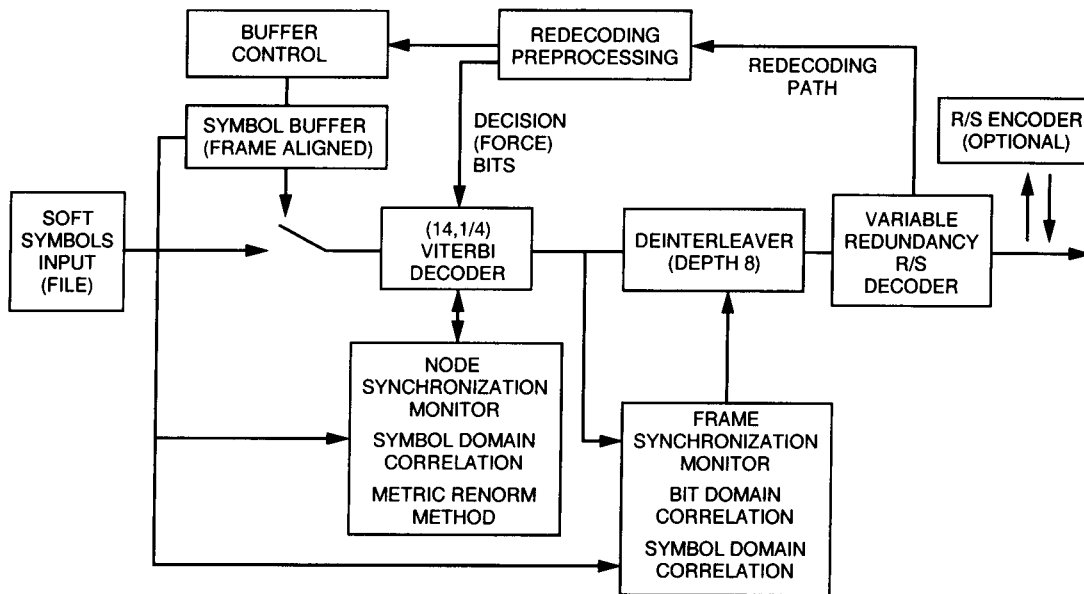 BUFFER
CONTROL
REDECODING
PREPROCESSING
REDECODING
PATH
SYMBOL BUFFER
(FRAME ALIGNED)
DECISION
(FORCE)
BITS
R/S ENCODER
(OPTIONAL)
SOFT
SYMBOLS
INPUT
(FILE)
(14,1/4)
VITERBI
DECODER
DEINTERLEAVER
(DEPTH 8)
VARIABLE
REDUNDANCY
R/S
DECODER
NODE
SYNCHRONIZATION
MONITOR
SYMBOL DOMAIN
CORRELATION
METRIC RENORM
METHOD
FRAME
SYNCHRONIZATION
MONITOR
BIT DOMAIN
CORRELATION
SYMBOL DOMAIN
CORRELATION